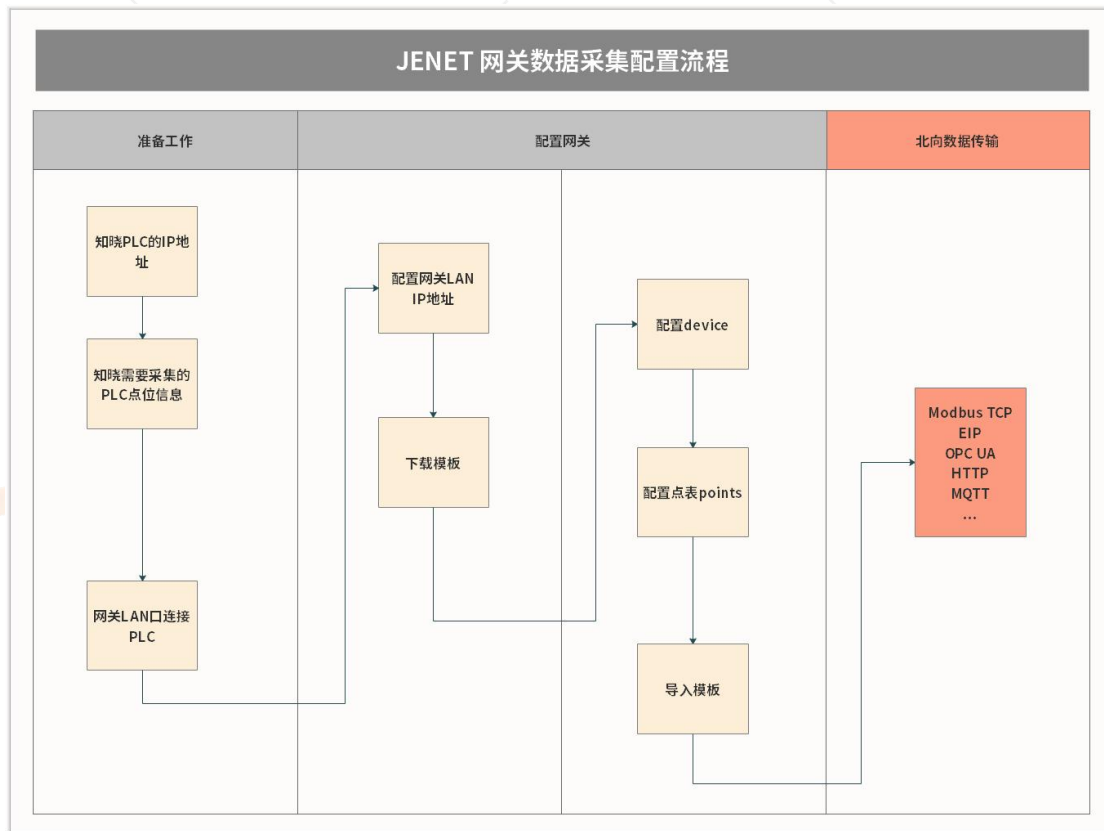 JENET 网关数据采集配置流程
准备工作
配置网关
北向数据传输
知晓PLC的IP地
址
知晓需要采集的
PLC点位信息
网关LAN口连接
PLC
配置网关LAN
IP地址
下载模板
配置device
配置点表points
导入模板
Modbus TCP
EIP
OPC UA
HTTP
MQTT
...